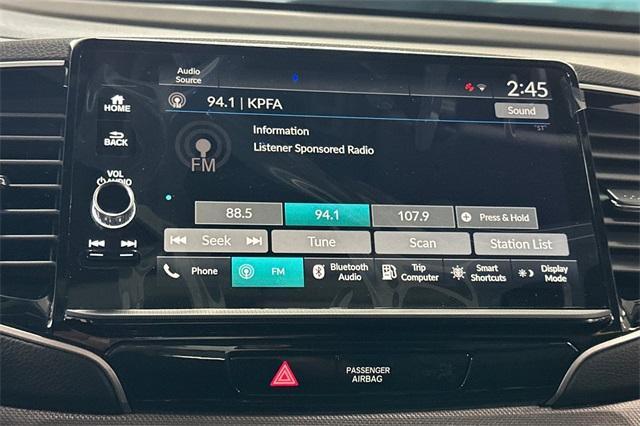 Audio
Source
2:45
94.1 | KPFA
Sound
HOME
Information
BACK
Listener Sponsored Radio
FM
VOL
AUDIO
88.5
94.1
107.9
Press & Hold
Seek
Tune
Scan
Station List
Phone
FM
Bluetooth
Audio
Trip
Computer
Smart
Shortcuts
Display
Mode
PASSENGER
AIRBAG